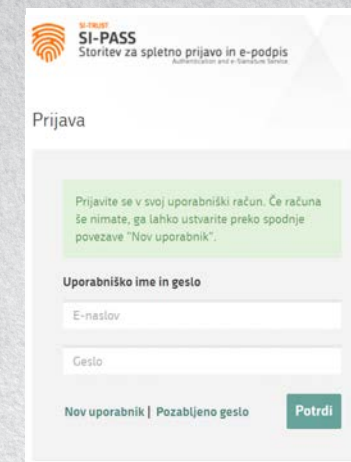 SI-TRUST
SI-PASS
Storitev za spletno prijavo in e-podpis
Authentication and e-Signature Service
Prijava
Prijavite se v svoj uporabniški račun. Če računa
še nimate, ga lahko ustvarite preko spodnje
povezave "Nov uporabnik".
Uporabniško ime in geslo
E-naslov
Geslo
Nov uporabnik | Pozabljeno geslo
Potrdi